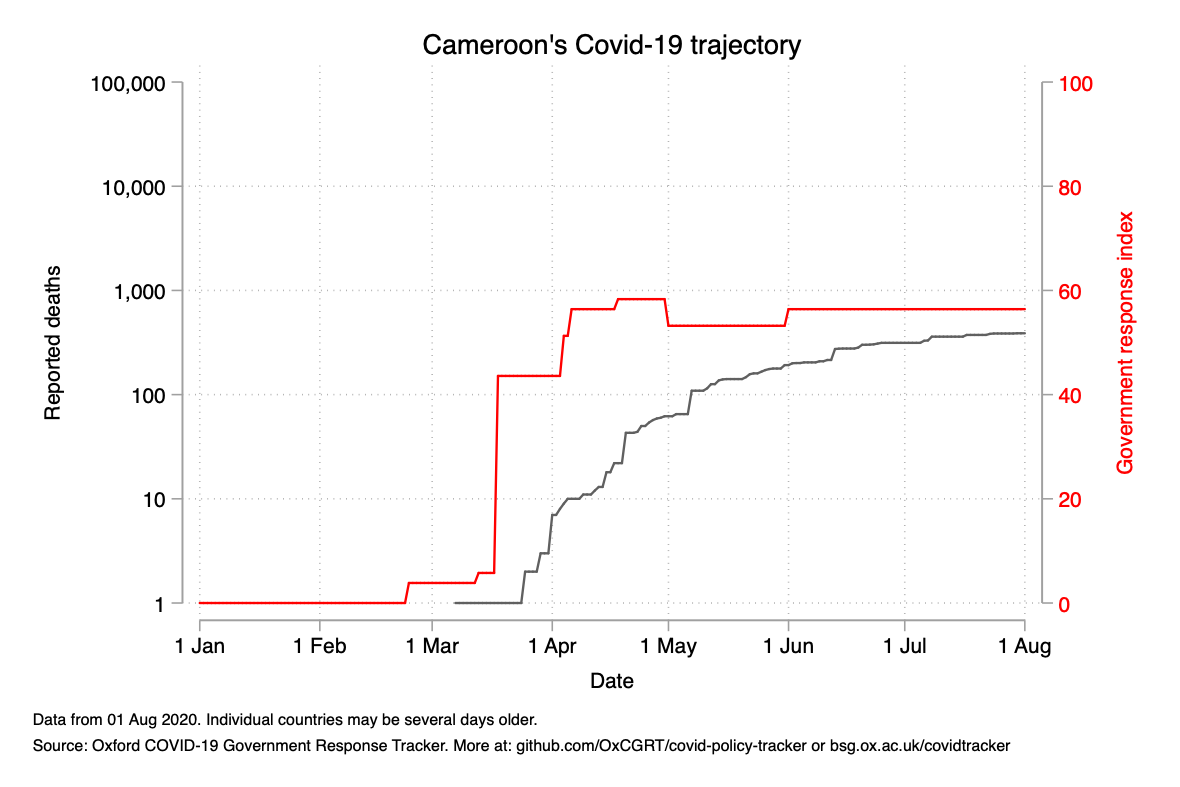 Cameroon's Covid-19 trajectory
100,000
10,000
1,000
100
10
1
Reported deaths
100
80
60
40
20
0
Government response index
1 Jan 1 Feb 1 Mar 1 Apr 1 May 1 Jun 1 Jul 1 Aug
Date
Data from 01 Aug 2020. Individual countries may be several days older.
Source: Oxford COVID-19 Government Response Tracker. More at: github.com/OxCGRT/covid-policy-tracker or bsg.ox.ac.uk/covidtracker